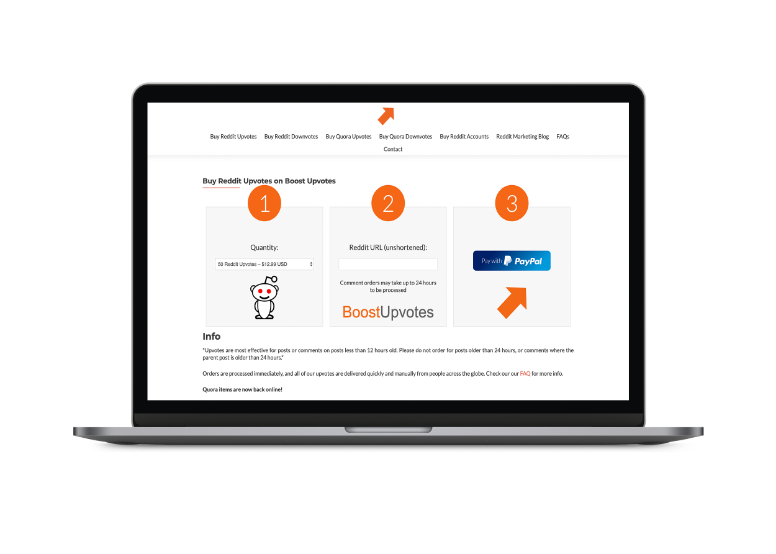 Buy Reddit Upvotes Buy Reddit Downvotes Buy Quora Upvotes Buy Quora Downvotes Buy Reddit Accounts Reddit Marketing Blog FAQs
Contact
Buy Reddit Upvotes on Boost Upvotes
1
Quantity:
50 Reddit Upvotes – $12.99 USD
2
Reddit URL (unshortened):
Comment orders may take up to 24 hours
to be processed
BoostUpvotes
3
Pay with PayPal
Info
"Upvotes are most effective for posts or comments on posts less than 12 hours old. Please do not order for posts older than 24 hours, or comments where the
parent post is older than 24 hours."
Orders are processed immediately, and all of our upvotes are delivered quickly and manually from people across the globe. Check our our FAQ for more info.
Quora items are now back online!